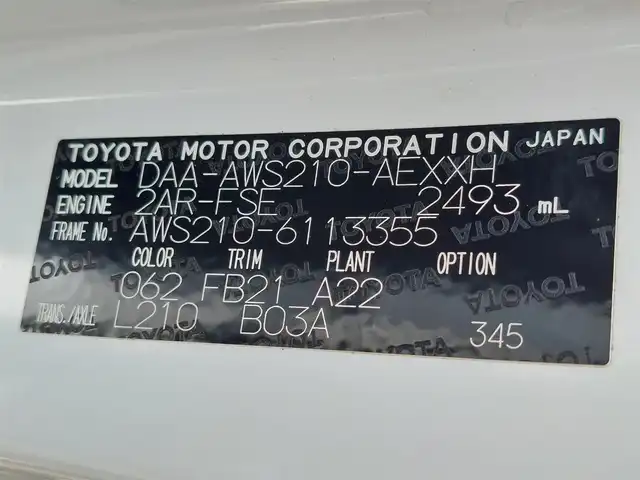 TOYOTA MOTOR CORPORATION JAPAN
MODEL DAA-AWS210-AEXXH
ENGINE 2AR-FSE 2493 mL
FRAME No. AWS210-6113355
COLOR TRIM PLANT OPTION
062 FB21 A22
TRANS./AXLE L210 B03A 345